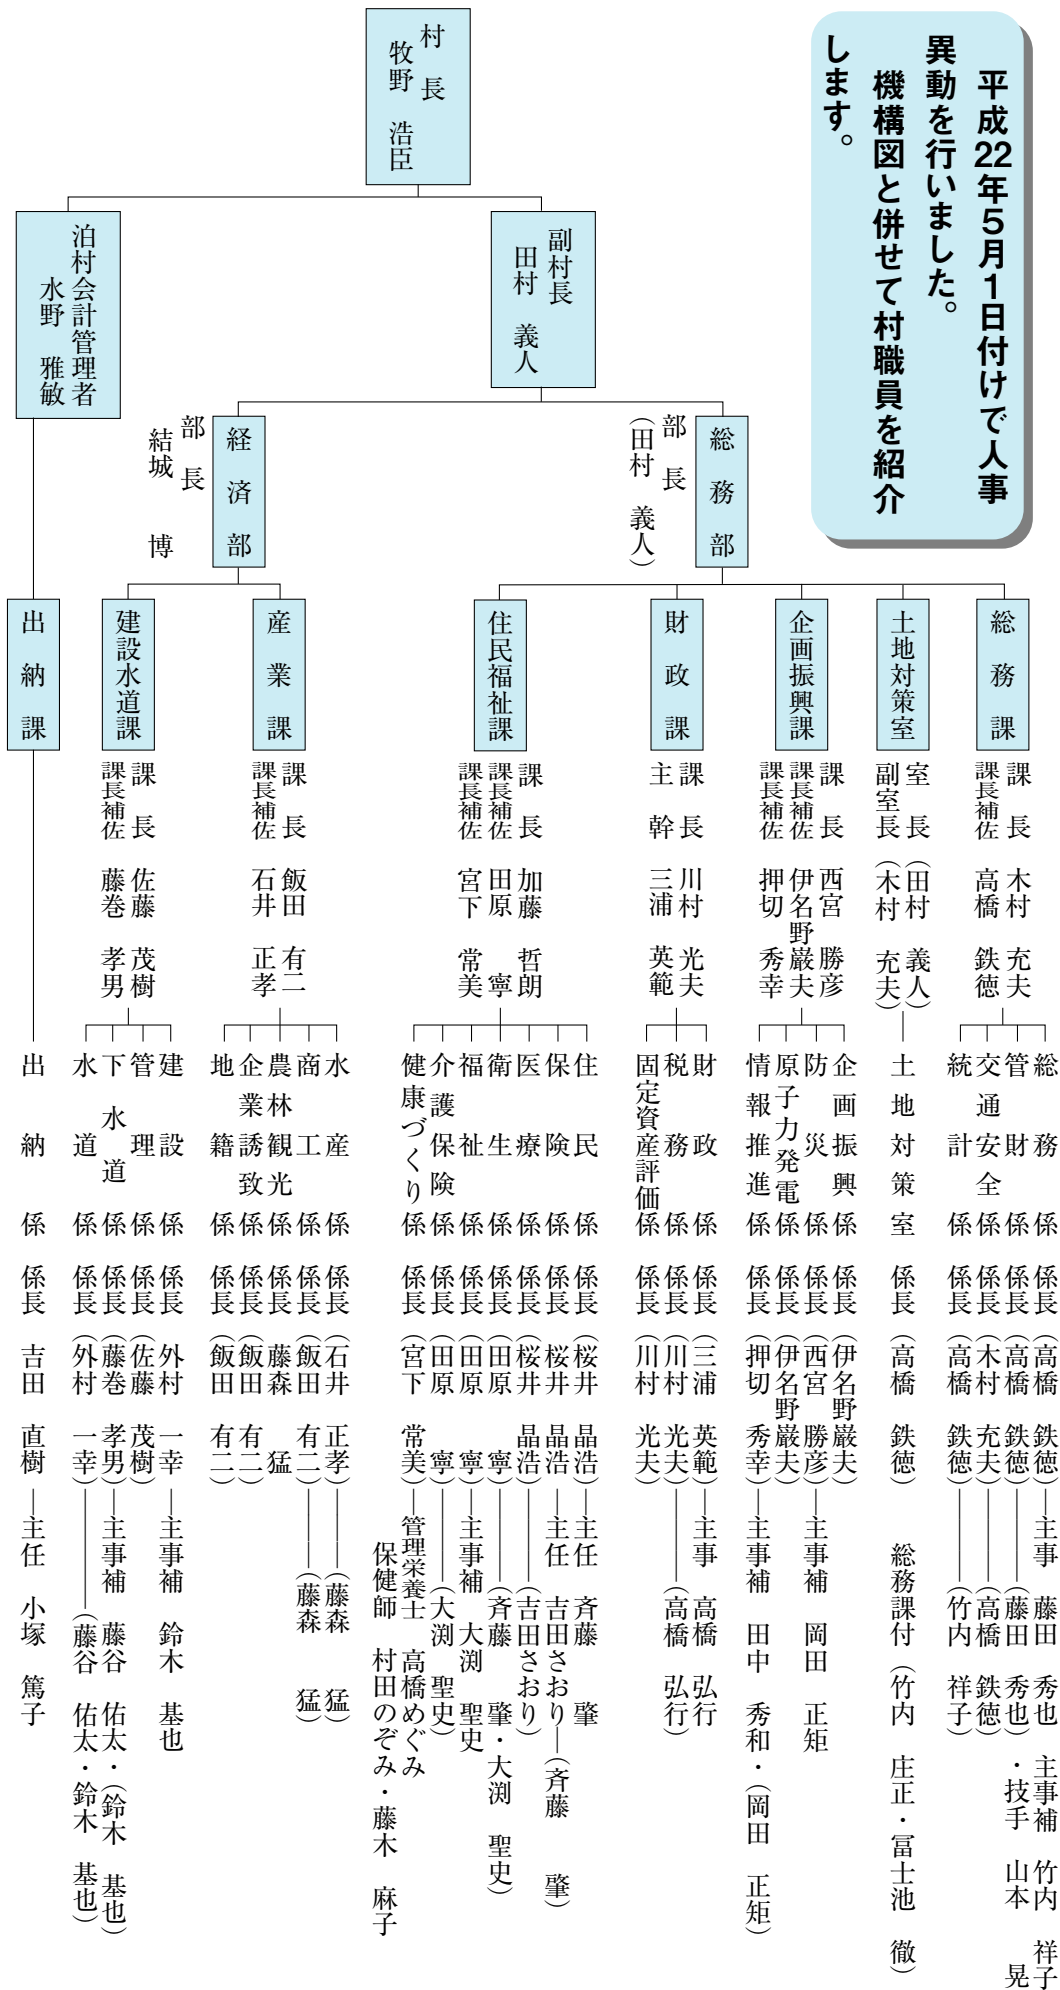 平成22年5月1日付けで人事
異動を行いました。
機構図と併せて村職員を紹介
します。
村長
牧野 浩臣
副村長
田村 義人
泊村会計管理者
水野 雅敏
総務部
部長
(田村 義人)
経済部
部長
結城 博
総務課
課長 木村 充夫
課長補佐 高橋 鉄徳
総務係 係長 (高橋 鉄徳)―主事 藤田 秀也 主事補 竹内 祥子
管財係 係長 (高橋 鉄徳)―(藤田 秀也)・技手 山本 晃
交通安全係 係長 (木村 充夫)―(高橋 鉄徳)
統計係 係長 (高橋 鉄徳)―(竹内 祥子)
土地対策室
室長 (田村 義人)
副室長 (木村 充夫)
土地対策室 係長 (高橋 鉄徳) 総務課付 (竹内 庄正・冨士池 徹)
企画振興課
課長 西宮 勝彦
課長補佐 伊名野巌夫
課長補佐 押切 秀幸
企画振興係 係長 (伊名野巌夫)
防災係 係長 (西宮 勝彦)―主事補 岡田 正矩
原子力発電係 係長 (伊名野巌夫)
情報推進係 係長 (押切 秀幸)―主事補 田中 秀和・(岡田 正矩)
財政課
課長 川村 光夫
主幹 三浦 英範
財政係 係長 (三浦 英範)―主事 高橋 弘行
税務係 係長 (川村 光夫)―(高橋 弘行)
固定資産評価係 係長 (川村 光夫)
住民福祉課
課長 加藤 哲朗
課長補佐 田原 寧
課長補佐 宮下 常美
住民係 係長 (桜井 晶浩)―主任 斉藤 肇
保険係 係長 桜井 晶浩―主任 吉田さおり―(斉藤 肇)
医療係 係長 (桜井 晶浩)―(吉田さおり)
衛生係 係長 (田原 寧)―(斉藤 肇・大渕 聖史)
福祉係 係長 (田原 寧)―主事補 大渕 聖史
介護保険係 係長 (田原 寧)―(大渕 聖史)
健康づくり係 係長 (宮下 常美)―管理栄養士 高橋めぐみ
保健師 村田のぞみ・藤木 麻子
産業課
課長 飯田 有二
課長補佐 石井 正孝
水産係 係長 (石井 正孝)―(藤森 猛)
商工係 係長 (飯田 有二)―(藤森 猛)
農林観光係 係長 藤森 猛
企業誘致係 係長 (飯田 有二)
地籍係 係長 (飯田 有二)
建設水道課
課長 佐藤 茂樹
課長補佐 藤巻 孝男
建設係 係長 外村 一幸―主事補 鈴木 基也
管理係 係長 (佐藤 茂樹)
下水道係 係長 (藤巻 孝男)―主事補 藤谷 佑太・(鈴木 基也)
水道係 係長 (外村 一幸)―(藤谷 佑太・鈴木 基也)
出納課
出納係 係長 吉田 直樹―主任 小塚 篤子